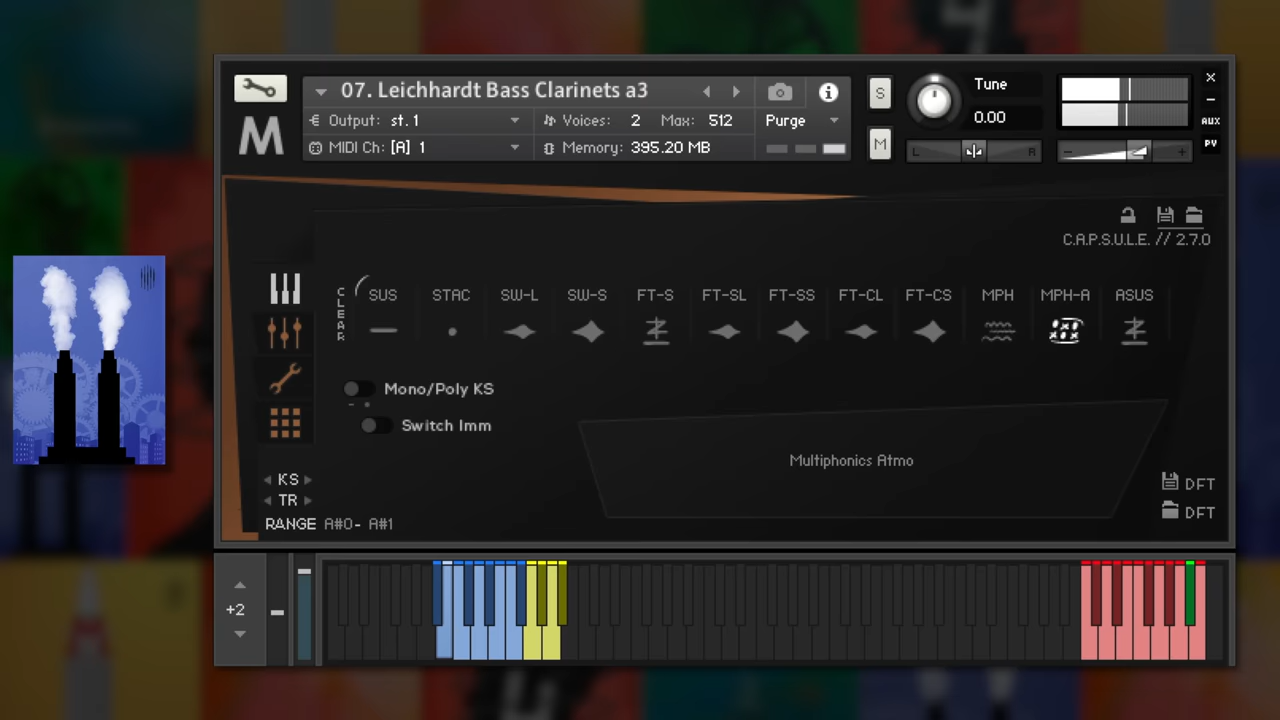 07. Leichhardt Bass Clarinets a3
Output: st.1
Voices: 2 Max: 512
Purge
MIDI Ch: [A] 1
Memory: 395.20 MB
S
M
Tune
0.00
L
R
- +
×
-
AUX
PV
M
C.A.P.S.U.L.E. // 2.7.0
CLEAR
SUS STAC SW-L SW-S FT-S FT-SL FT-SS FT-CL FT-CS MPH MPH-A ASUS
Mono/Poly KS
Switch Imm
Multiphonics Atmo
KS
TR
RANGE A#0- A#1
DFT
DFT
+2